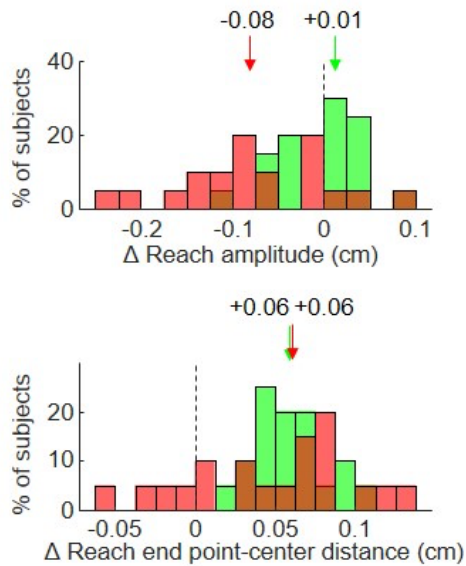 -0.08 +0.01
40
20
0
% of subjects
-0.2 -0.1 0 0.1
Δ Reach amplitude (cm)
+0.06 +0.06
20
10
0
% of subjects
-0.05 0 0.05 0.1
Δ Reach end point-center distance (cm)